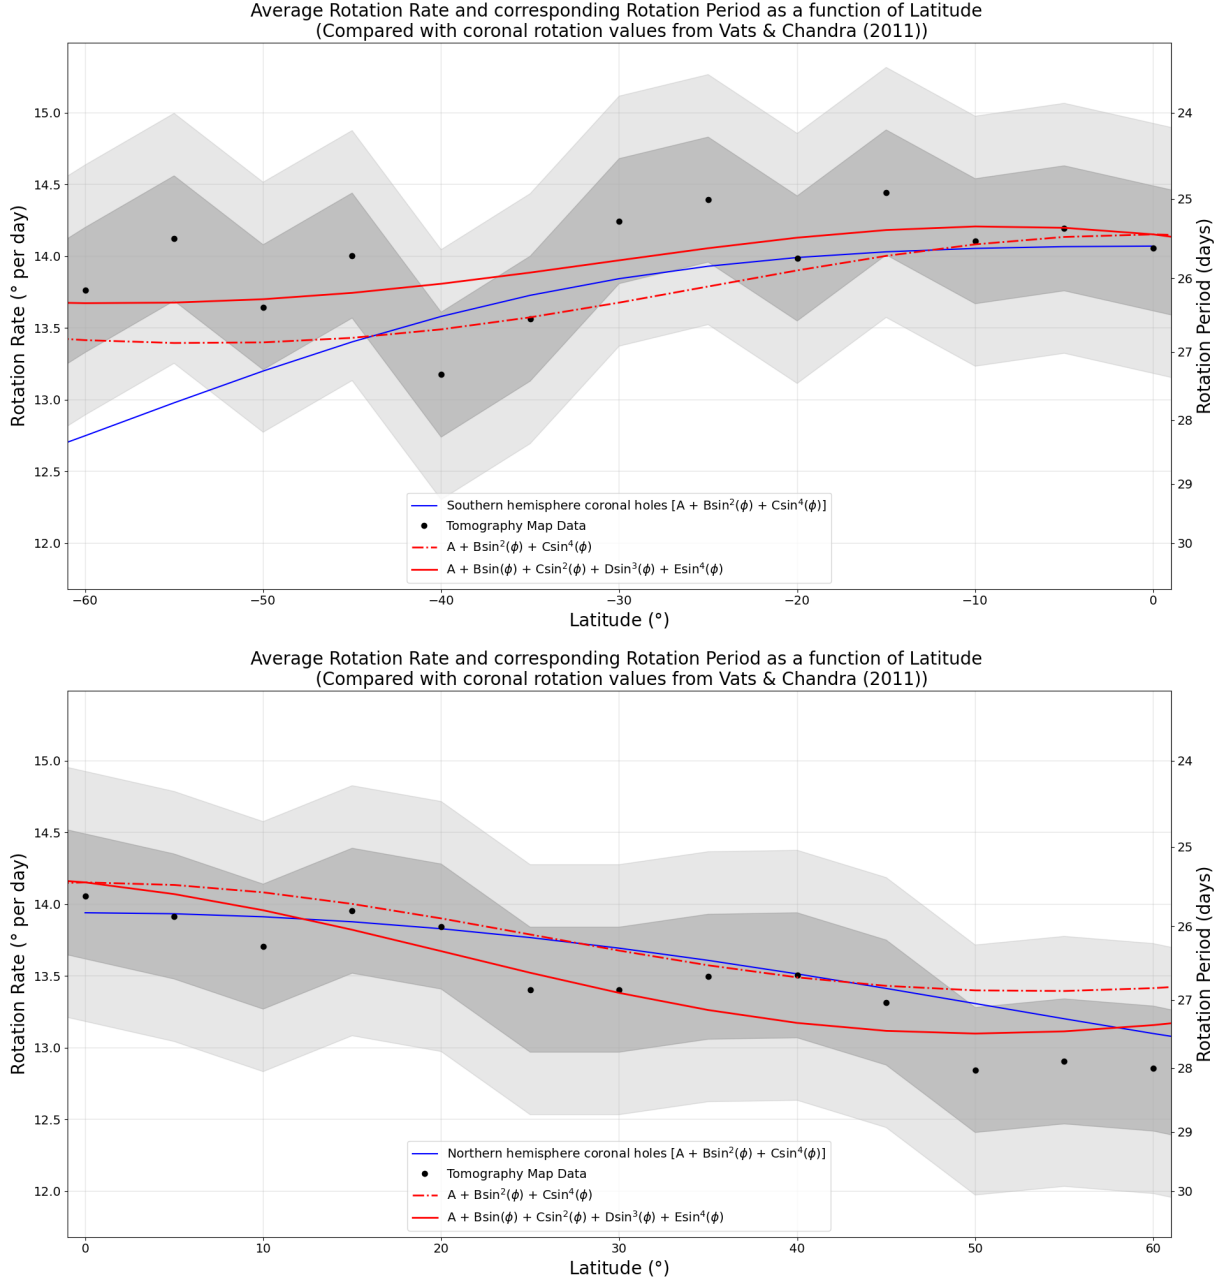 Average Rotation Rate and corresponding Rotation Period as a function of Latitude
(Compared with coronal rotation values from Vats & Chandra (2011))
Rotation Rate (° per day)
15.0
14.5
14.0
13.5
13.0
12.5
12.0
24
25
26
27
28
29
30
Rotation Period (days)
Southern hemisphere coronal holes [A + Bsin²(ϕ) + Csin⁴(ϕ)]
Tomography Map Data
A + Bsin²(ϕ) + Csin⁴(ϕ)
A + Bsin(ϕ) + Csin²(ϕ) + Dsin³(ϕ) + Esin⁴(ϕ)
−60 −50 −40 −30 −20 −10 0
Latitude (°)
Average Rotation Rate and corresponding Rotation Period as a function of Latitude
(Compared with coronal rotation values from Vats & Chandra (2011))
Rotation Rate (° per day)
15.0
14.5
14.0
13.5
13.0
12.5
12.0
24
25
26
27
28
29
30
Rotation Period (days)
Northern hemisphere coronal holes [A + Bsin²(ϕ) + Csin⁴(ϕ)]
Tomography Map Data
A + Bsin²(ϕ) + Csin⁴(ϕ)
A + Bsin(ϕ) + Csin²(ϕ) + Dsin³(ϕ) + Esin⁴(ϕ)
0 10 20 30 40 50 60
Latitude (°)